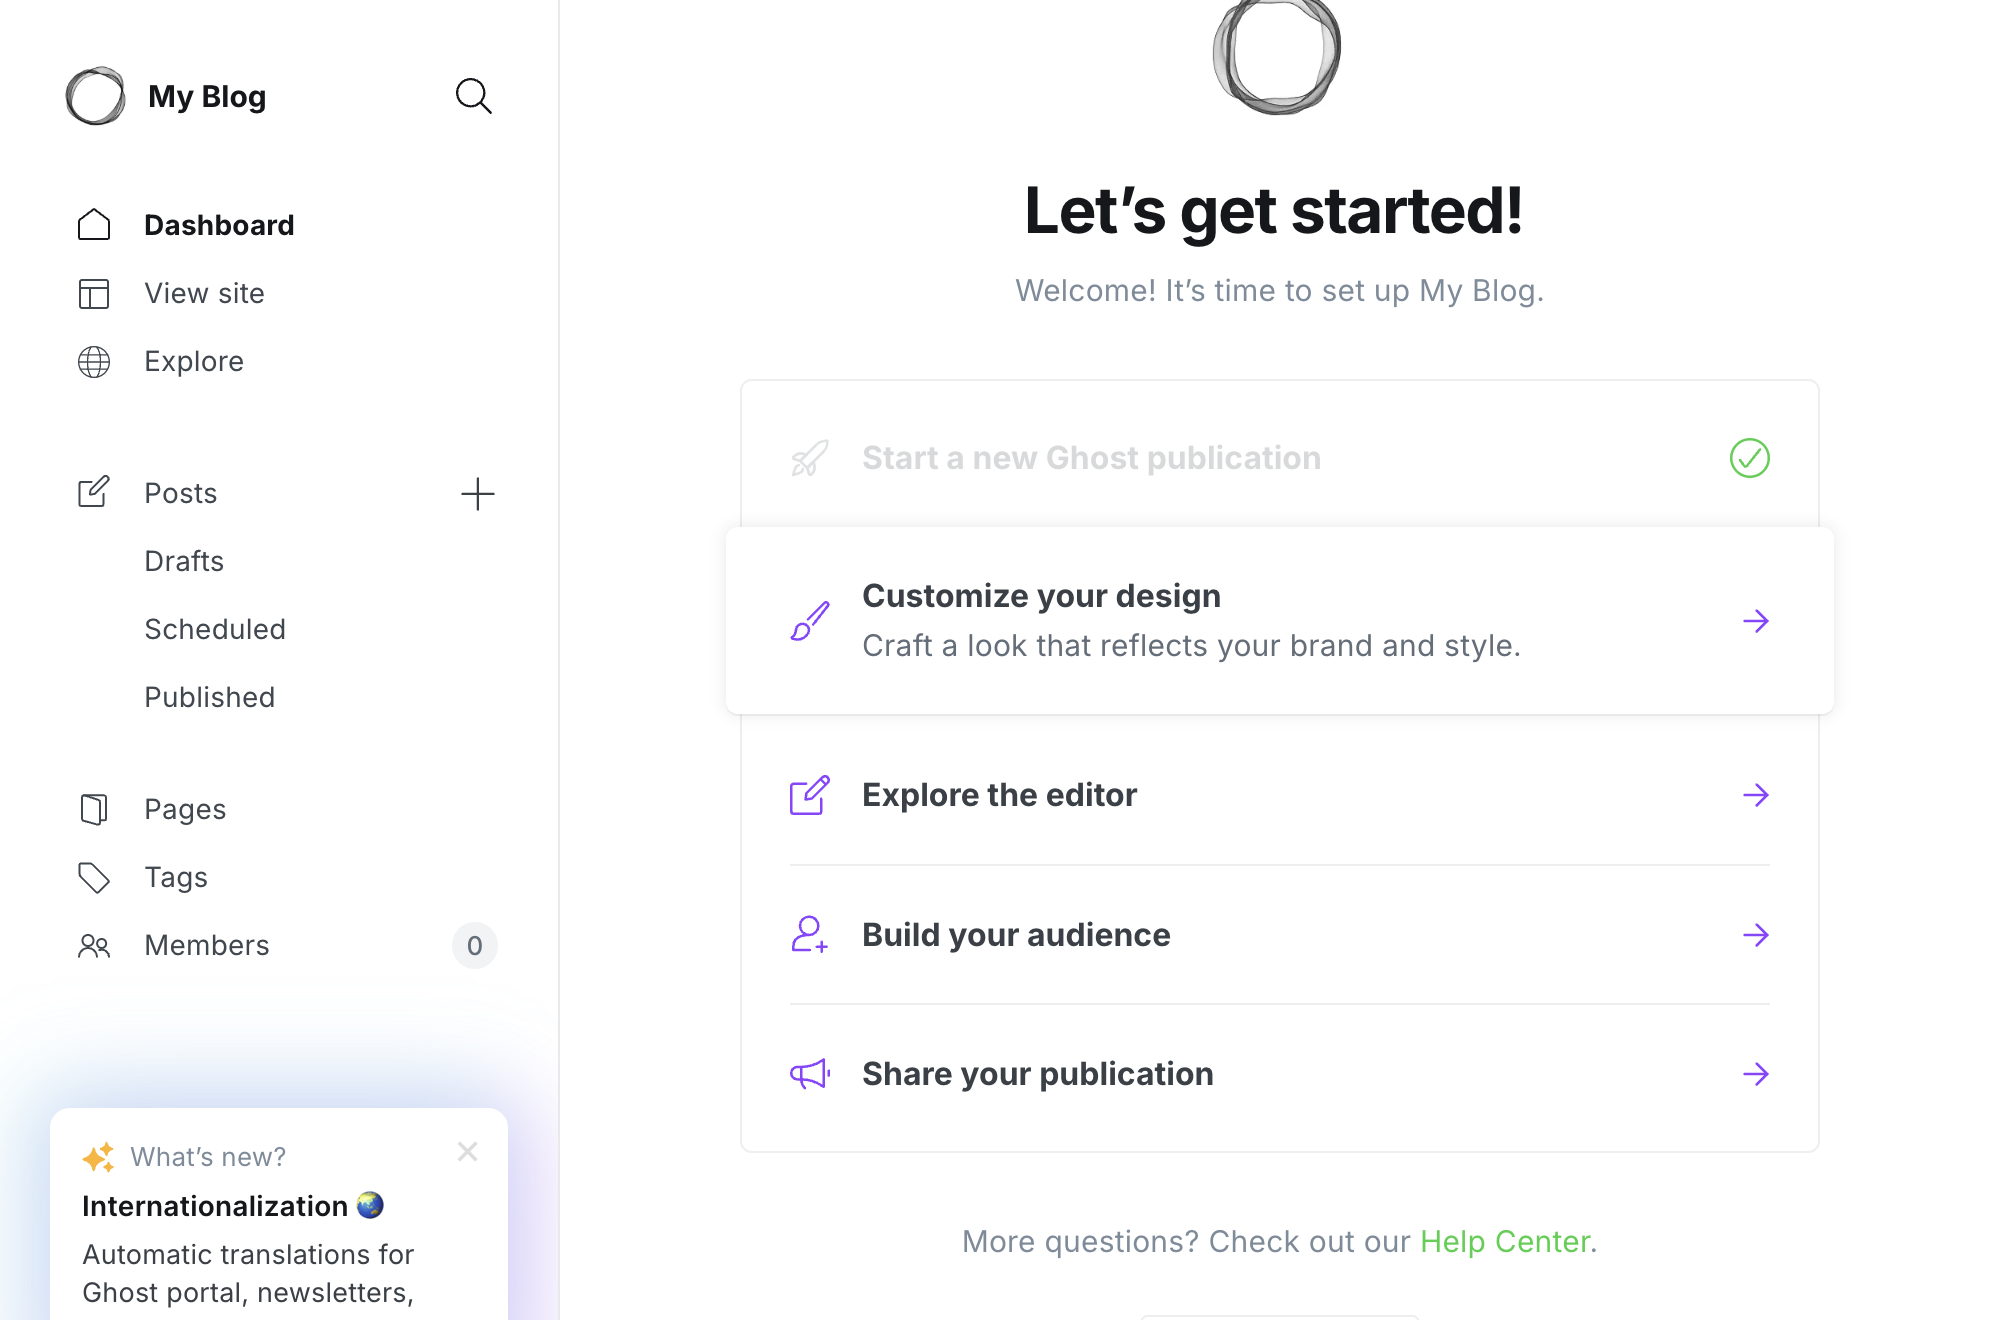 My Blog
Dashboard
View site
Explore
Posts
Drafts
Scheduled
Published
Pages
Tags
Members 0
What’s new?
Internationalization 🌏
Automatic translations for
Ghost portal, newsletters,
Let’s get started!
Welcome! It’s time to set up My Blog.
Start a new Ghost publication
Customize your design
Craft a look that reflects your brand and style.
Explore the editor
Build your audience
Share your publication
More questions? Check out our Help Center.